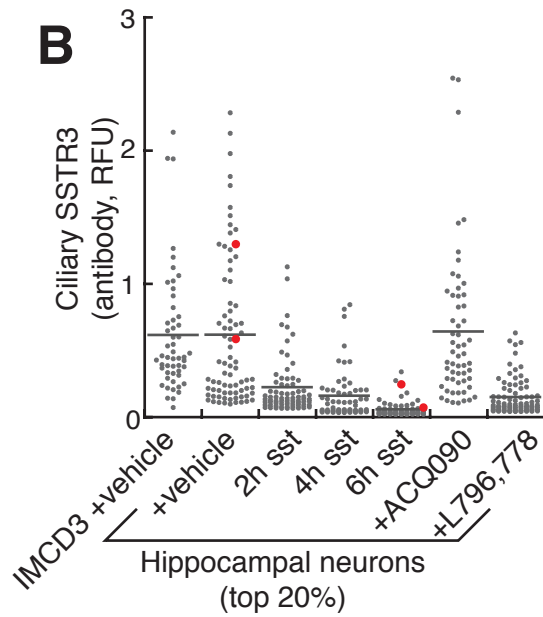 B
Ciliary SSTR3
(antibody, RFU)
3
2
1
0
IMCD3 +vehicle
+vehicle
2h sst
4h sst
6h sst
+ACQ090
+L796,778
Hippocampal neurons
(top 20%)